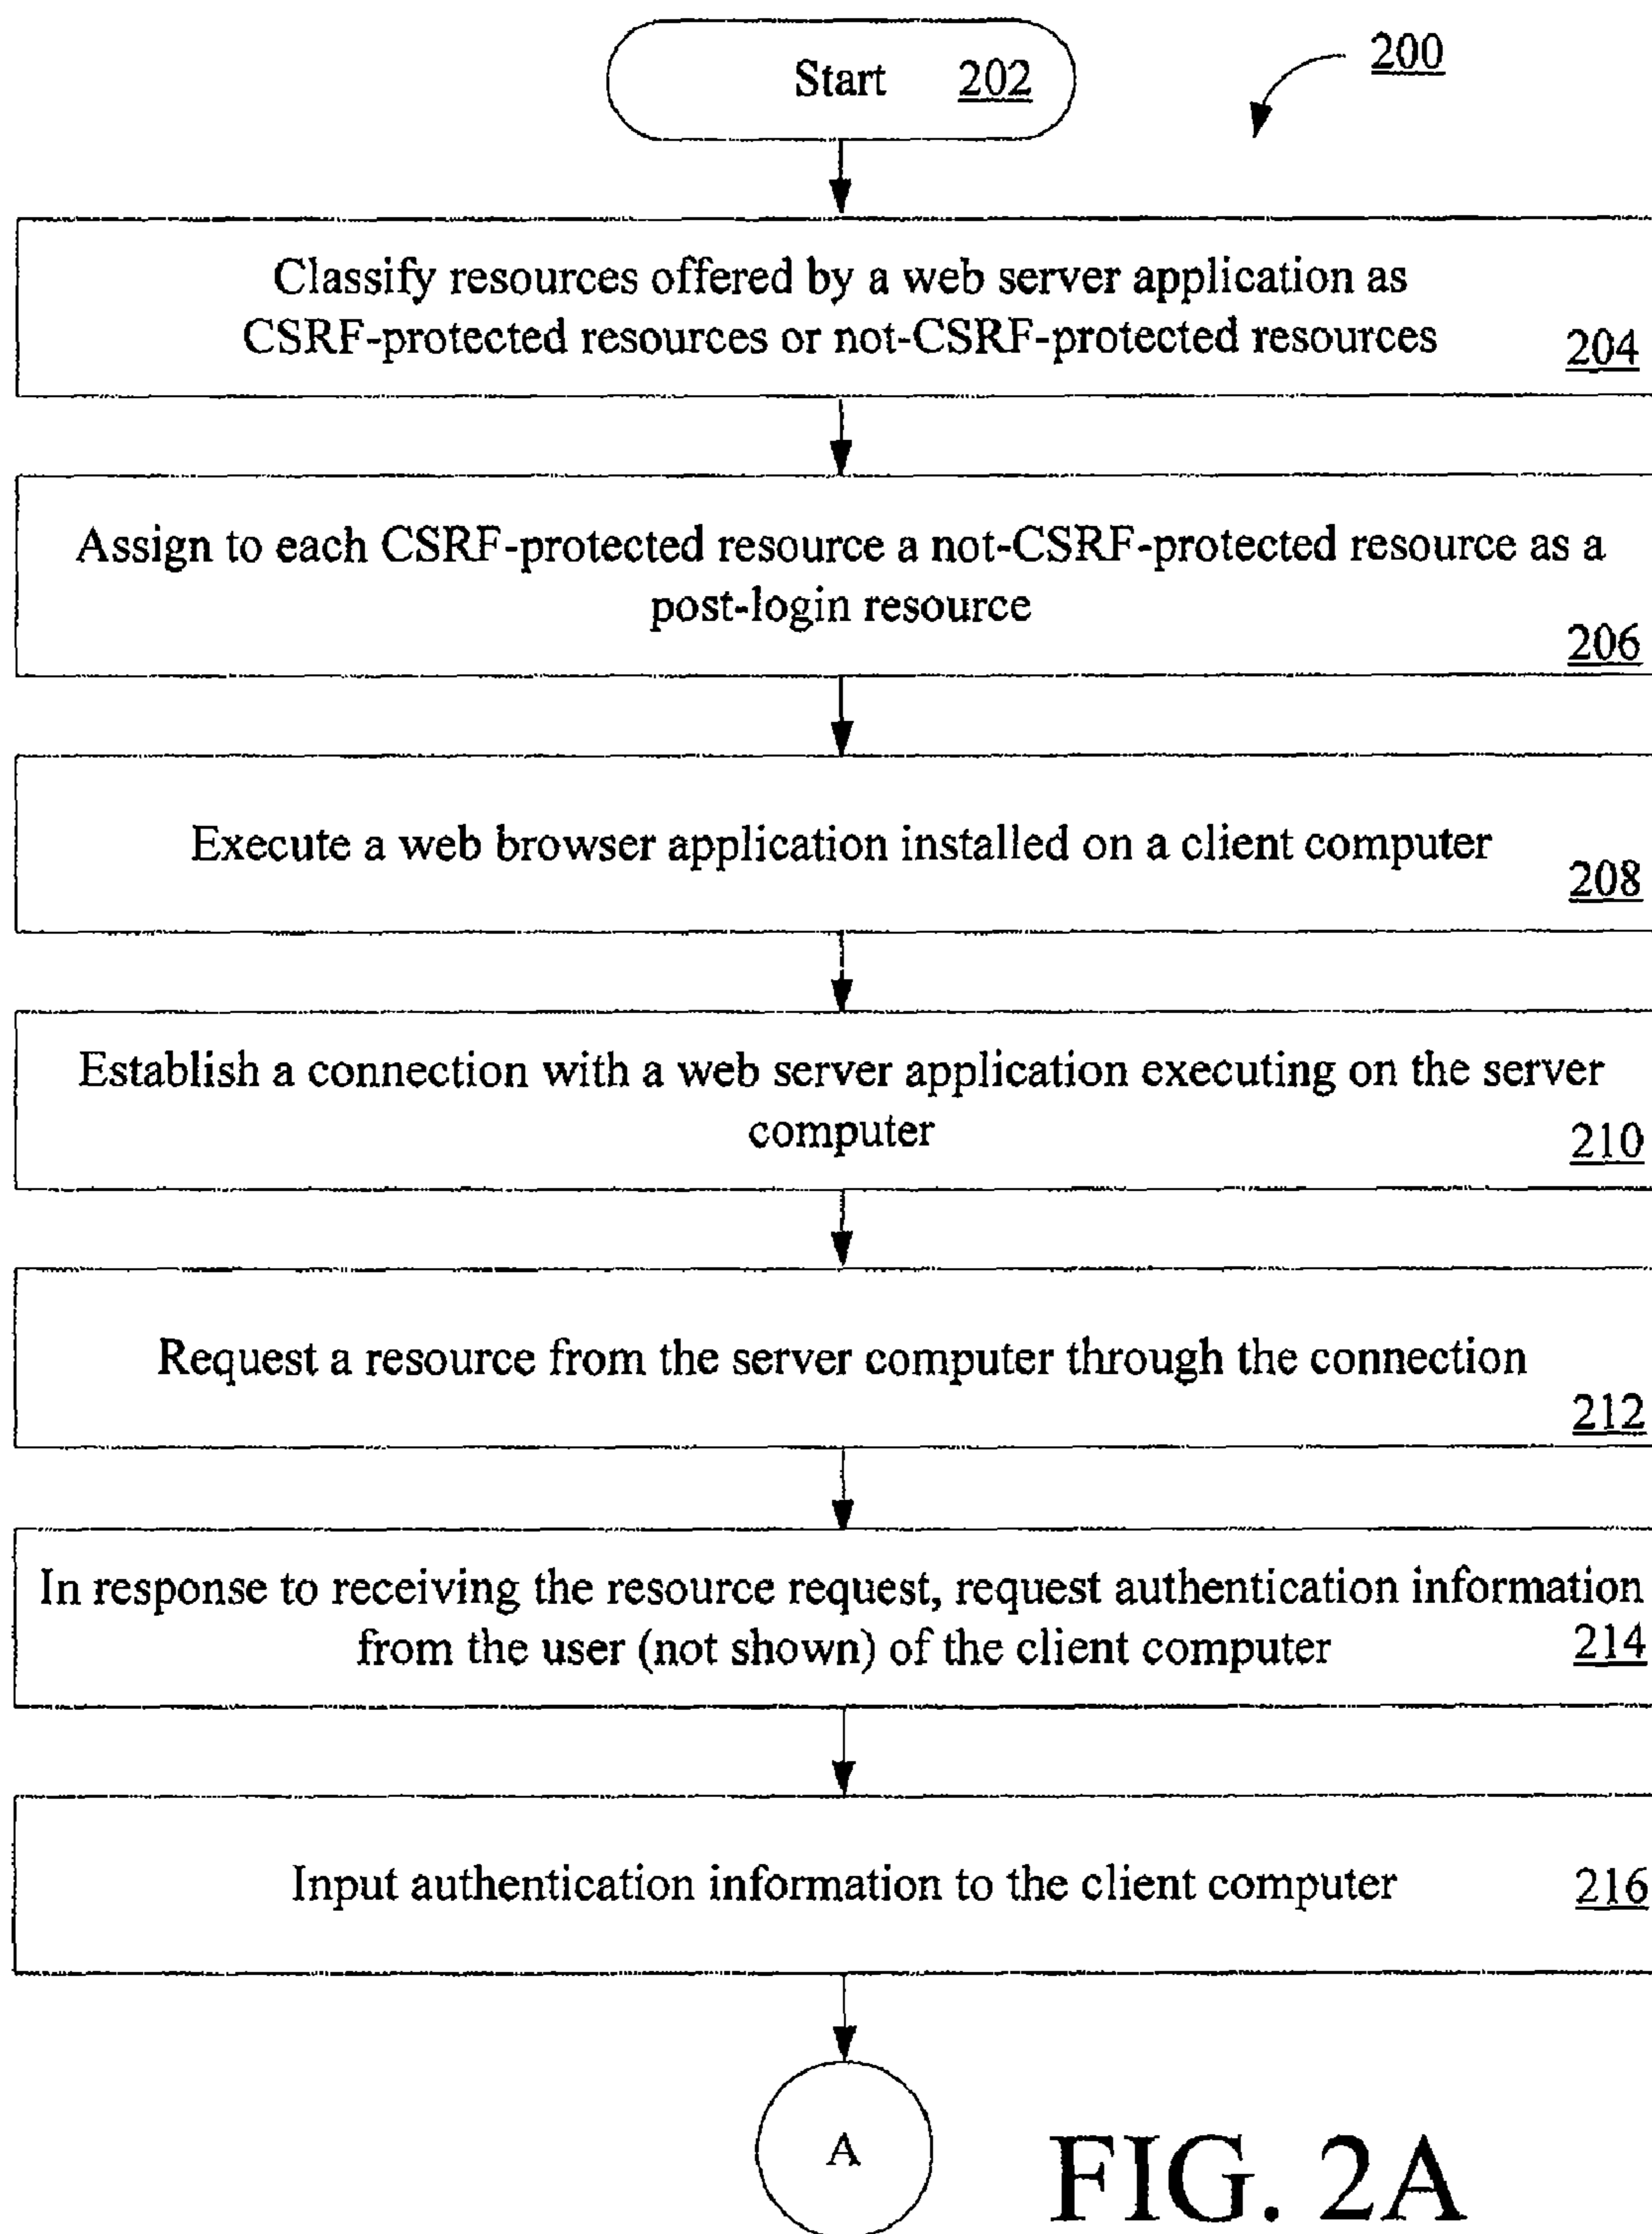 Start 202
200
Classify resources offered by a web server application as
CSRF-protected resources or not-CSRF-protected resources
204
Assign to each CSRF-protected resource a not-CSRF-protected resource as a
post-login resource
206
Execute a web browser application installed on a client computer
208
Establish a connection with a web server application executing on the server
computer
210
Request a resource from the server computer through the connection
212
In response to receiving the resource request, request authentication information
from the user (not shown) of the client computer
214
Input authentication information to the client computer
216
A
FIG. 2A